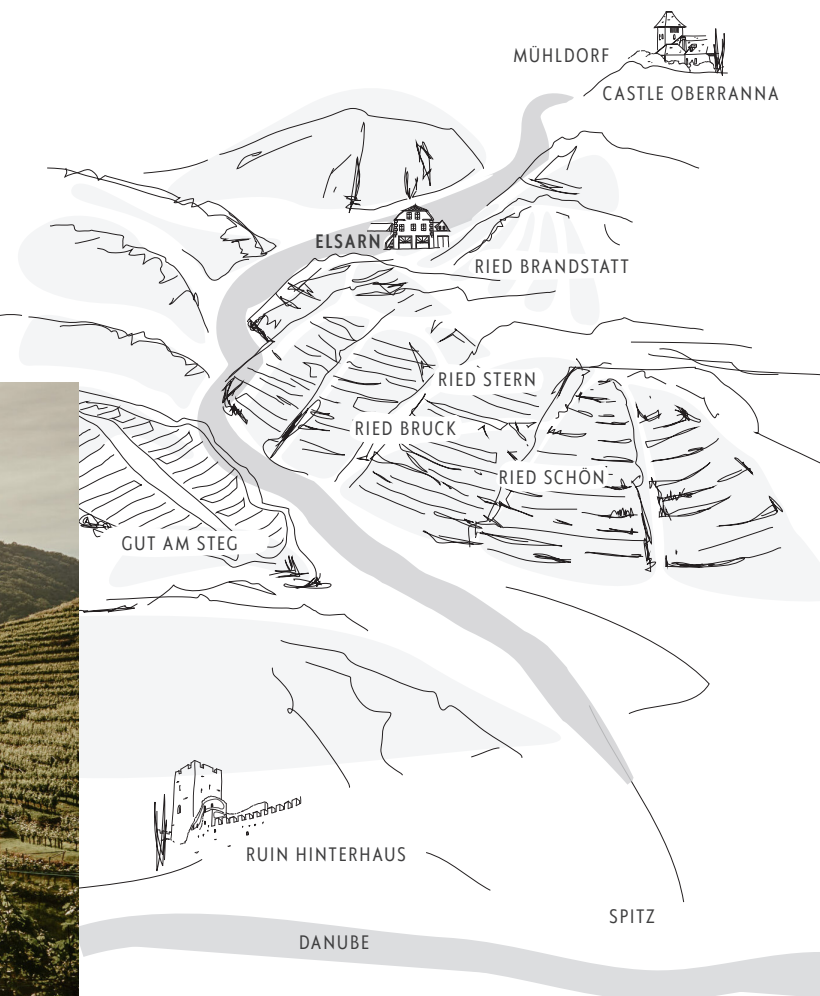 MÜHLDORF
CASTLE OBERRANNA
ELSARN
RIED BRANDSTATT
RIED STERN
RIED BRUCK
RIED SCHÖN
GUT AM STEG
RUIN HINTERHAUS
SPITZ
DANUBE